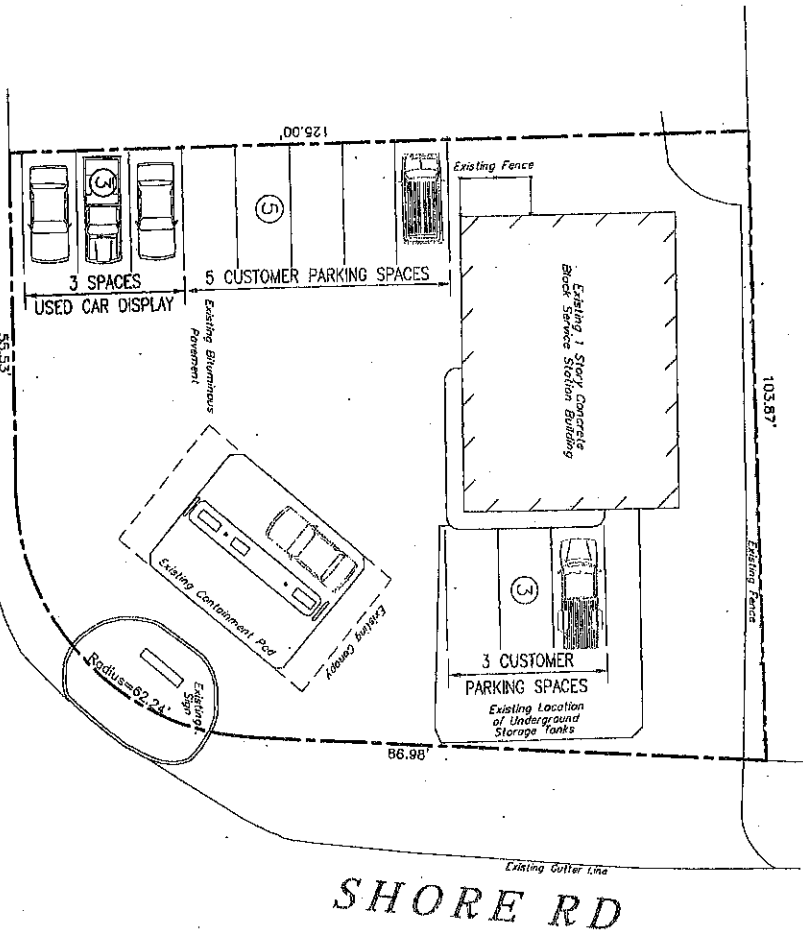 125.00'
Existing Fence
3
5
3 SPACES
USED CAR DISPLAY
5 CUSTOMER PARKING SPACES
Existing 1 Story Concrete
Block Service Station Building
103.87'
Existing Bituminous
Pavement
55.53'
Existing Containment Pad
Existing Canopy
3
3 CUSTOMER
PARKING SPACES
Existing Location
of Underground
Storage Tanks
Existing Fence
Radius=62.24'
Existing
Sign
86.98'
Existing Gutter Line
SHORE RD